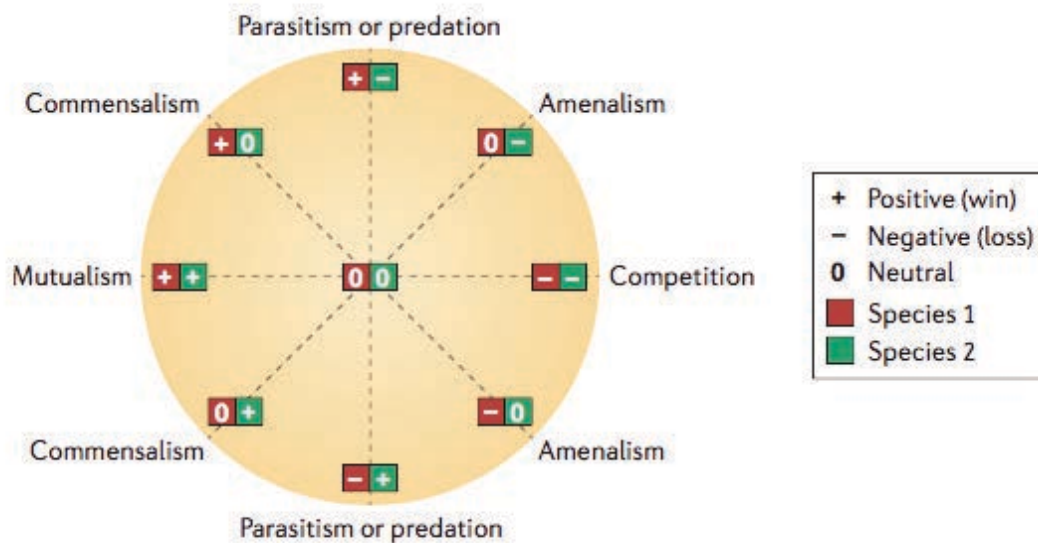 Parasitism or predation
+ −
Commensalism
Amenalism
+ 0
0 −
Mutualism
+ +
0 0
− −
Competition
0 +
− 0
Commensalism
Amenalism
− +
Parasitism or predation
+ Positive (win)
− Negative (loss)
0 Neutral
Species 1
Species 2